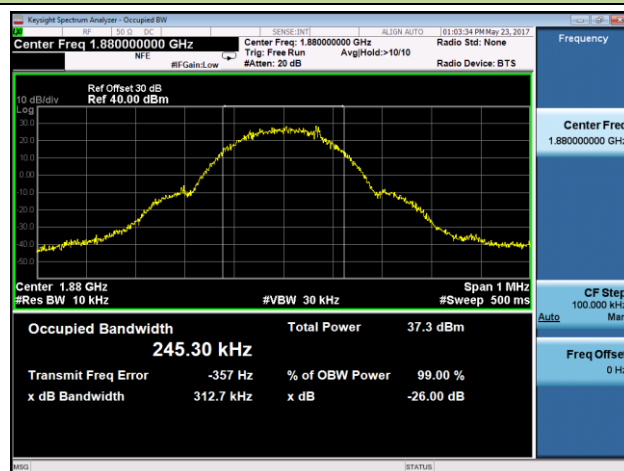 Keysight Spectrum Analyzer - Occupied BW
RF 50 Ω DC SENSE:INT ALIGN AUTO 01:03:34 PM May 23, 2017
Center Freq 1.880000000 GHz Center Freq: 1.880000000 GHz Radio Std: None
NFE Trig: Free Run Avg|Hold:>10/10
#IFGain:Low #Atten: 20 dB Radio Device: BTS
Frequency
Ref Offset 30 dB
10 dB/div Ref 40.00 dBm
Log
30.0
20.0
10.0
0.00
-10.0
-20.0
-30.0
-40.0
-50.0
Center 1.88 GHz Span 1 MHz
#Res BW 10 kHz #VBW 30 kHz #Sweep 500 ms
Occupied Bandwidth Total Power 37.3 dBm
245.30 kHz
Transmit Freq Error -357 Hz % of OBW Power 99.00 %
x dB Bandwidth 312.7 kHz x dB -26.00 dB
Center Freq
1.880000000 GHz
CF Step
100.000 kHz
Auto Man
Freq Offset
0 Hz
MSG STATUS